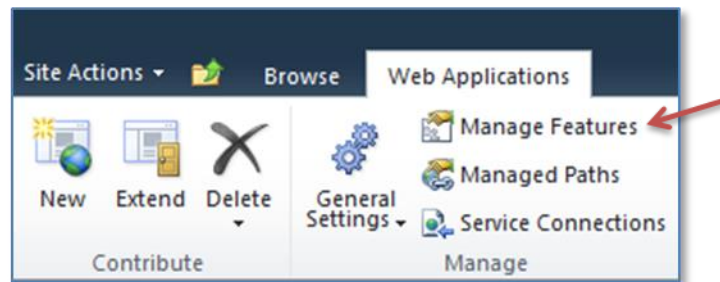 Site Actions Browse Web Applications
New Extend Delete
Contribute
General Settings
Manage Features
Managed Paths
Service Connections
Manage